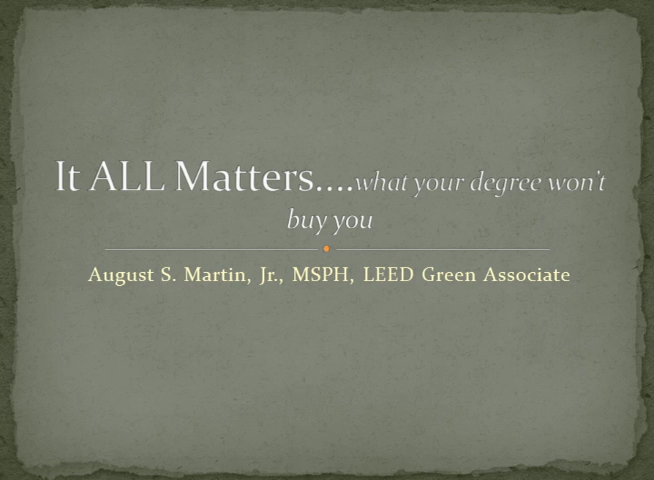 It ALL Matters....what your degree won't
buy you
August S. Martin, Jr., MSPH, LEED Green Associate